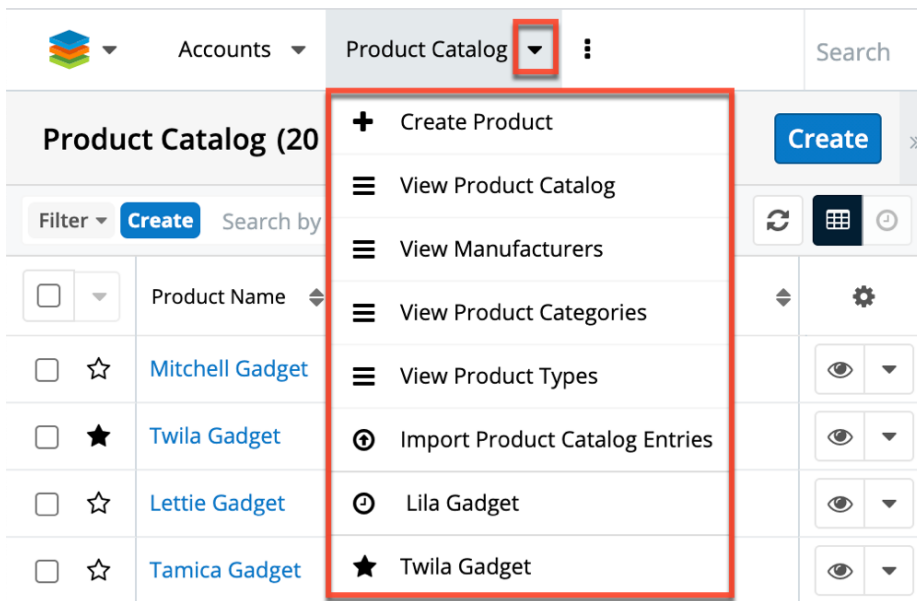 Accounts
Product Catalog
Search
Product Catalog (20
Create
Filter
Create
Search by
Product Name
Create Product
View Product Catalog
View Manufacturers
View Product Categories
View Product Types
Import Product Catalog Entries
Lila Gadget
Twila Gadget
Mitchell Gadget
Twila Gadget
Lettie Gadget
Tamica Gadget